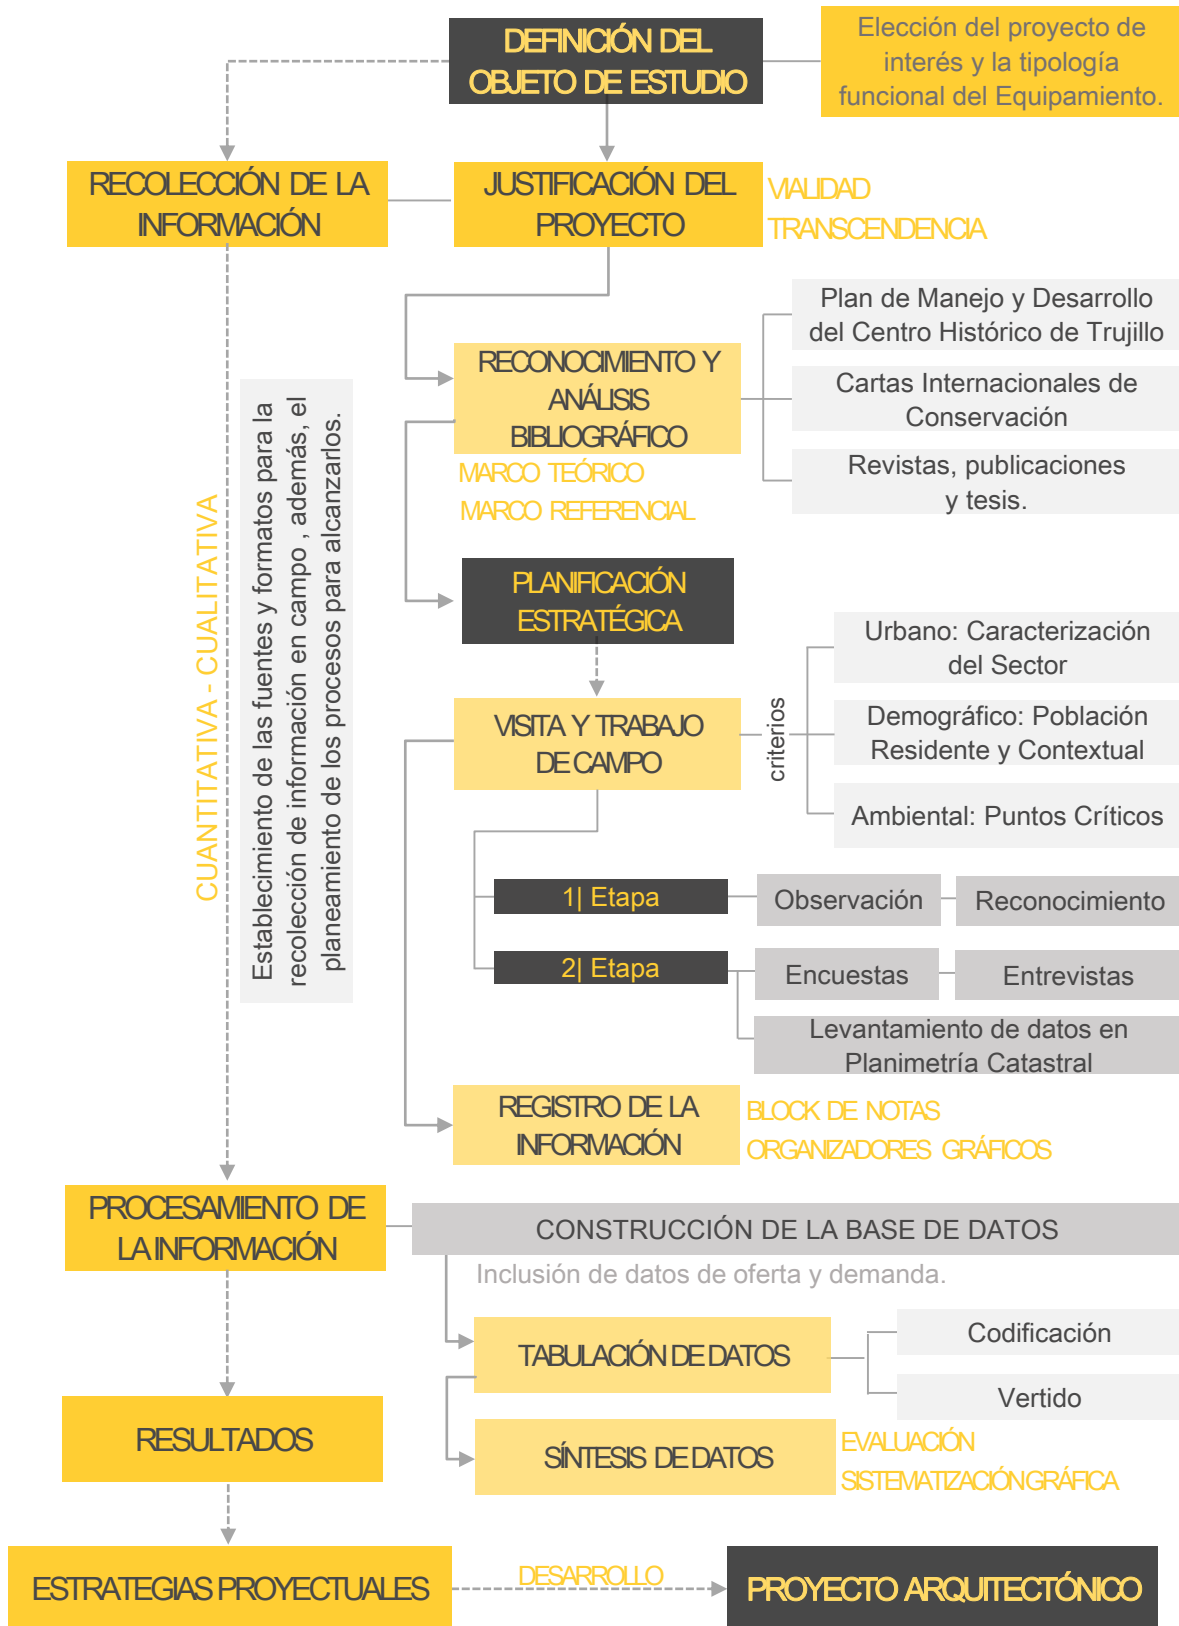 DEFINICIÓN DEL
OBJETO DE ESTUDIO
Elección del proyecto de
interés y la tipología
funcional del Equipamiento.
RECOLECCIÓN DE LA
INFORMACIÓN
JUSTIFICACIÓN DEL
PROYECTO
VIALIDAD
TRANSCENDENCIA
RECONOCIMIENTO Y
ANÁLISIS
BIBLIOGRÁFICO
MARCO TEÓRICO
MARCO REFERENCIAL
Plan de Manejo y Desarrollo
del Centro Histórico de Trujillo
Cartas Internacionales de
Conservación
Revistas, publicaciones
y tesis.
CUANTITATIVA - CUALITATIVA
Establecimiento de las fuentes y formatos para la
recolección de información en campo , además, el
planeamiento de los procesos para alcanzarlos.
PLANIFICACIÓN
ESTRATÉGICA
VISITA Y TRABAJO
DE CAMPO
criterios
Urbano: Caracterización
del Sector
Demográfico: Población
Residente y Contextual
Ambiental: Puntos Críticos
1| Etapa
Observación
Reconocimiento
2| Etapa
Encuestas
Entrevistas
Levantamiento de datos en
Planimetría Catastral
REGISTRO DE LA
INFORMACIÓN
BLOCK DE NOTAS
ORGANIZADORES GRÁFICOS
PROCESAMIENTO DE
LA INFORMACIÓN
CONSTRUCCIÓN DE LA BASE DE DATOS
Inclusión de datos de oferta y demanda.
TABULACIÓN DE DATOS
Codificación
Vertido
RESULTADOS
SÍNTESIS DE DATOS
EVALUACIÓN
SISTEMATIZACIÓN GRÁFICA
ESTRATEGIAS PROYECTUALES
DESARROLLO
PROYECTO ARQUITECTÓNICO